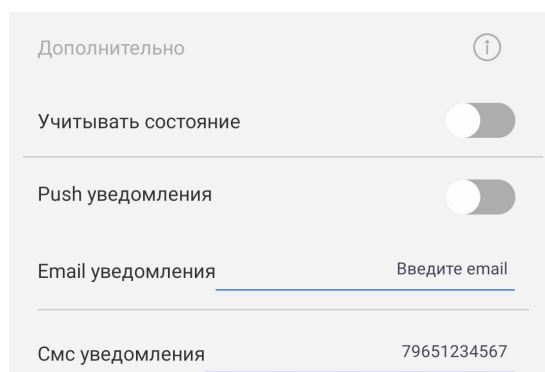 Дополнительно
Учитывать состояние
Push уведомления
Email уведомления Введите email
Смс уведомления 79651234567